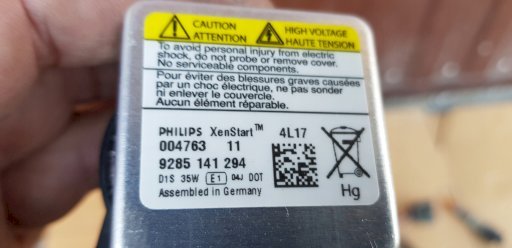 CAUTION
ATTENTION
HIGH VOLTAGE
HAUTE TENSION
To avoid personal injury from electric
shock, do not probe or remove cover.
No serviceable components.
Pour éviter des blessures graves causées
par un choc électrique, ne pas sonder
ni enlever le couvercle.
Aucun élément réparable.
PHILIPS XenStart™ 4L17
004763 11
9285 141 294
D1S 35W E1 04J DOT
Assembled in Germany
Hg